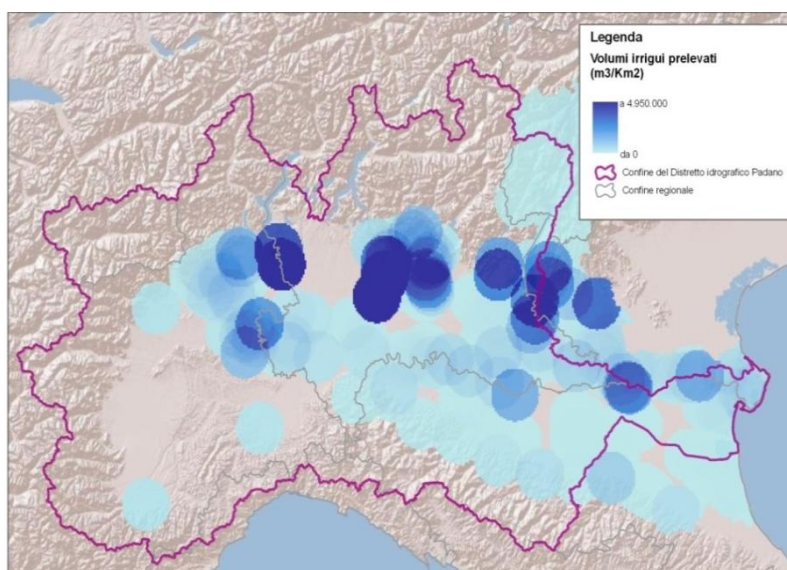 Legenda
Volumi irrigui prelevati
(m3/Km2)
a 4.950.000
da 0
Confine del Distretto idrografico Padano
Confine regionale